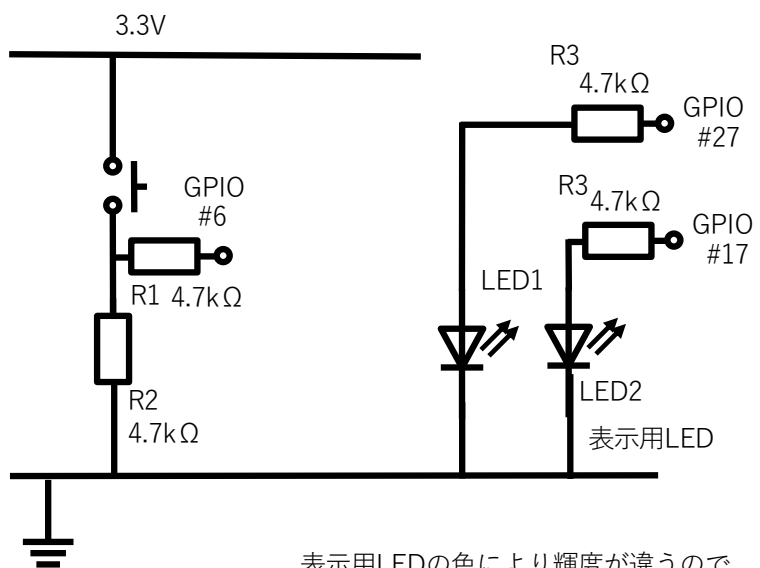 3.3V
R3
4.7kΩ
GPIO
#27
GPIO
#6
R3
4.7kΩ
GPIO
#17
LED1
R1 4.7kΩ
R2
4.7kΩ
LED2
表示用LED
表示用LEDの色により輝度が違うので